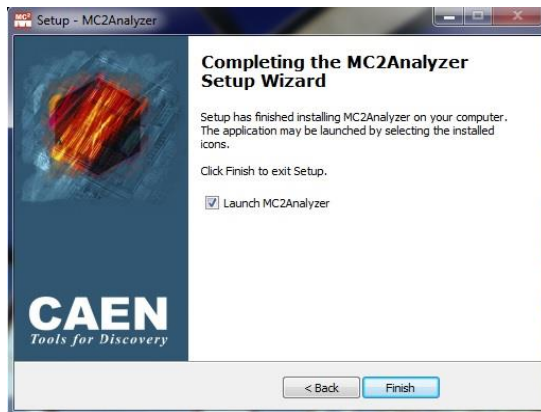 Setup - MC2Analyzer
Completing the MC2Analyzer
Setup Wizard
Setup has finished installing MC2Analyzer on your computer.
The application may be launched by selecting the installed
icons.
Click Finish to exit Setup.
Launch MC2Analyzer
CAEN
Tools for Discovery
< Back
Finish